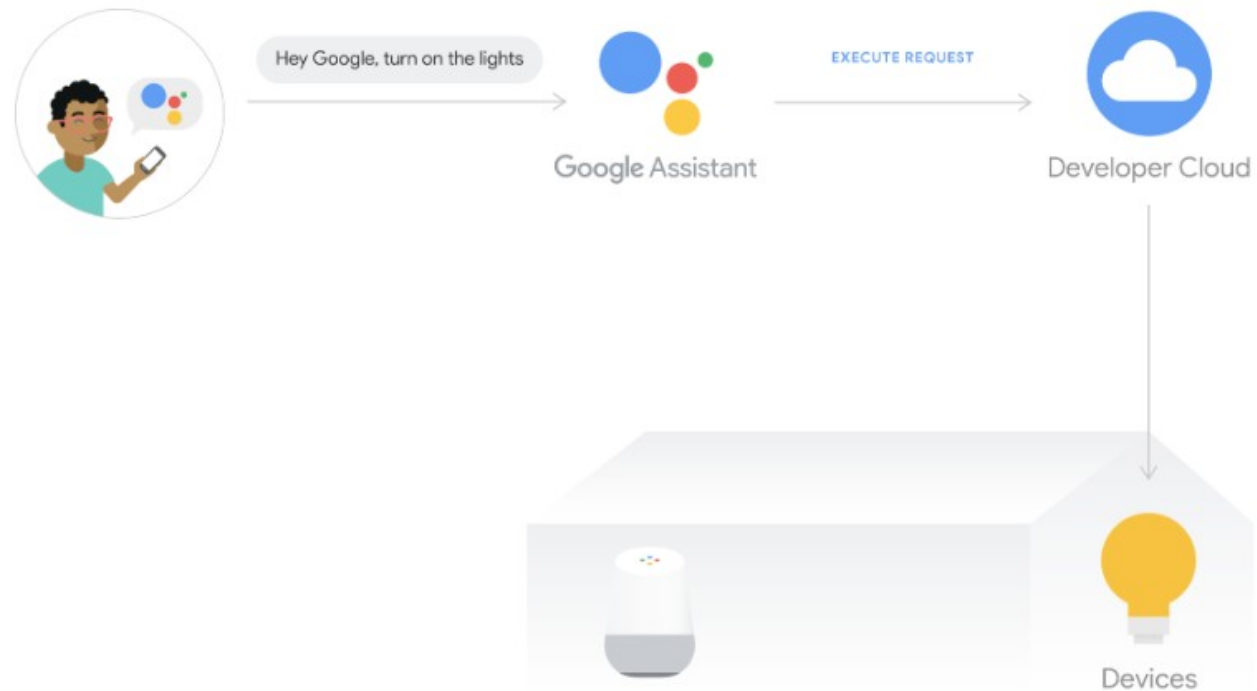 Hey Google, turn on the lights
EXECUTE REQUEST
Google Assistant
Developer Cloud
Devices